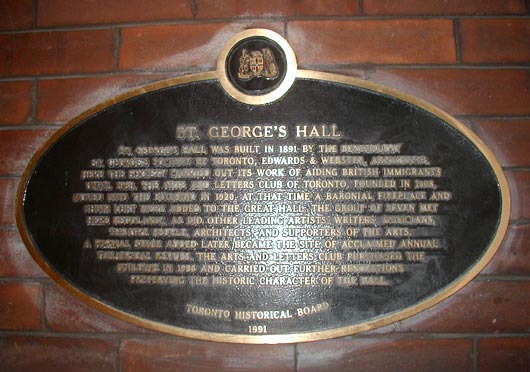 ST. GEORGE'S HALL
ST. GEORGE'S HALL WAS BUILT IN 1891 BY THE BENEVOLENT
ST. GEORGE'S SOCIETY OF TORONTO, EDWARDS & WEBSTER, ARCHITECTS,
OUT ITS WORK OF AIDING BRITISH IMMIGRANTS
THE ARTS AND LETTERS CLUB OF TORONTO, FOUNDED IN 1908,
IN 1920. AT THAT TIME A BARONIAL FIREPLACE AND
WERE ADDED TO THE GREAT HALL. THE GROUP OF SEVEN MET
AS DID OTHER LEADING ARTISTS, WRITERS, MUSICIANS,
ARCHITECTS, AND SUPPORTERS OF THE ARTS.
A STAGE ADDED LATER BECAME THE SITE OF ACCLAIMED ANNUAL
THE ARTS AND LETTERS CLUB PURCHASED THE
BUILDING IN 1986 AND CARRIED OUT FURTHER RENOVATIONS
PRESERVING THE HISTORIC CHARACTER OF THE HALL.
TORONTO HISTORICAL BOARD
1991